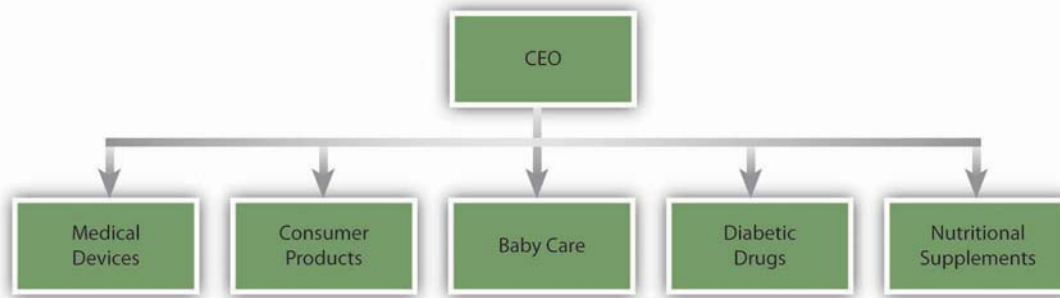 CEO
Medical
Devices
Consumer
Products
Baby Care
Diabetic
Drugs
Nutritional
Supplements